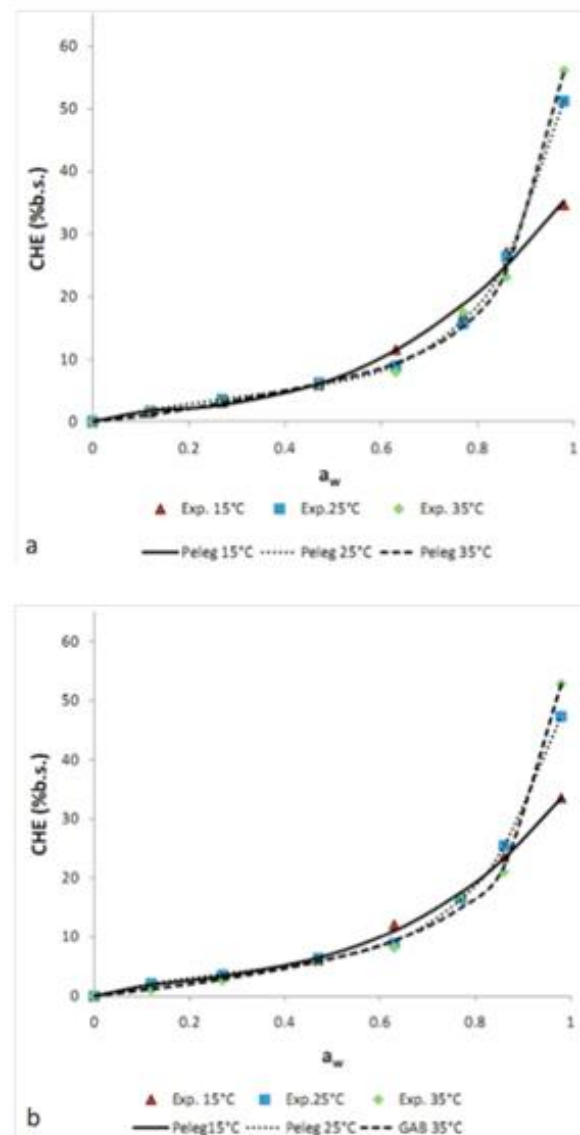 60
50
40
30
20
10
0
CHE (%b.s.)
0 0.2 0.4 0.6 0.8 1
a_w
Exp. 15°C Exp.25°C Exp. 35°C
Peleg 15°C Peleg 25°C Peleg 35°C
a
60
50
40
30
20
10
0
CHE (%b.s.)
0 0.2 0.4 0.6 0.8 1
a_w
Exp. 15°C Exp.25°C Exp. 35°C
Peleg15°C Peleg 25°C GAB 35°C
b